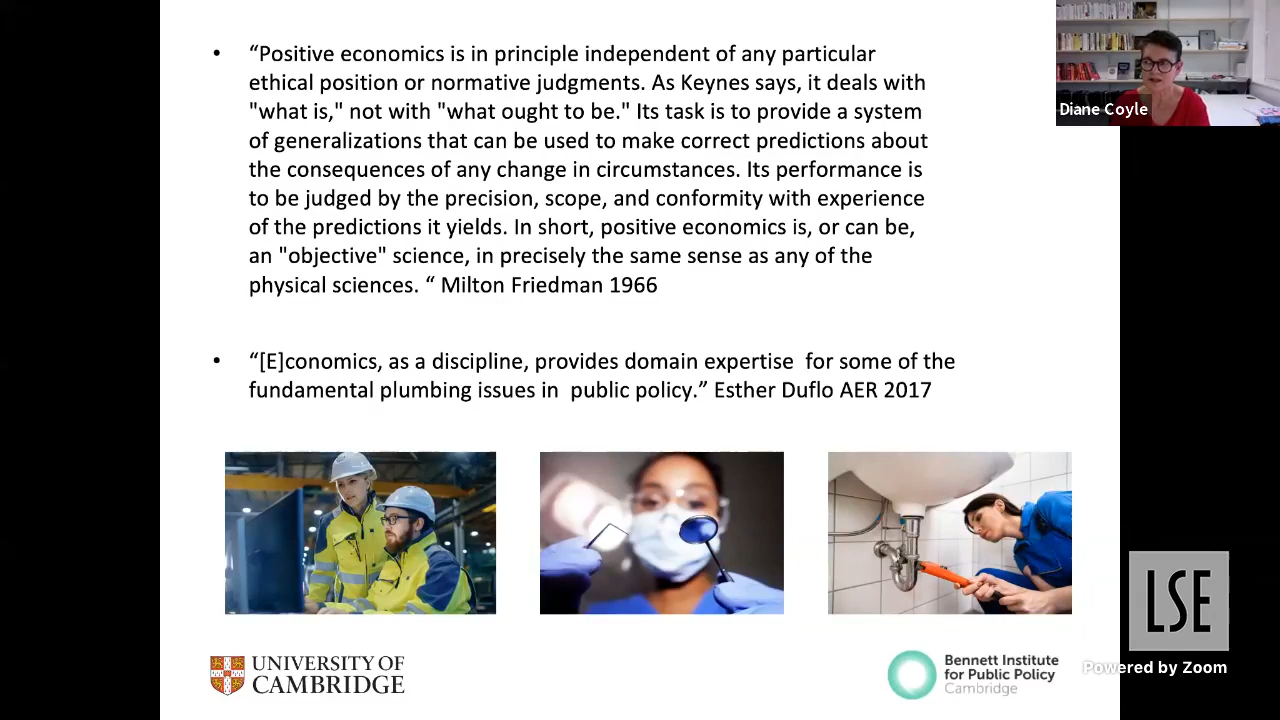 • “Positive economics is in principle independent of any particular
ethical position or normative judgments. As Keynes says, it deals with
"what is," not with "what ought to be." Its task is to provide a system
of generalizations that can be used to make correct predictions about
the consequences of any change in circumstances. Its performance is
to be judged by the precision, scope, and conformity with experience
of the predictions it yields. In short, positive economics is, or can be,
an "objective" science, in precisely the same sense as any of the
physical sciences. “ Milton Friedman 1966
• “[E]conomics, as a discipline, provides domain expertise  for some of the
fundamental plumbing issues in  public policy.” Esther Duflo AER 2017
Diane Coyle
UNIVERSITY OF
CAMBRIDGE
Bennett Institute
for Public Policy
Cambridge
LSE
Powered by Zoom